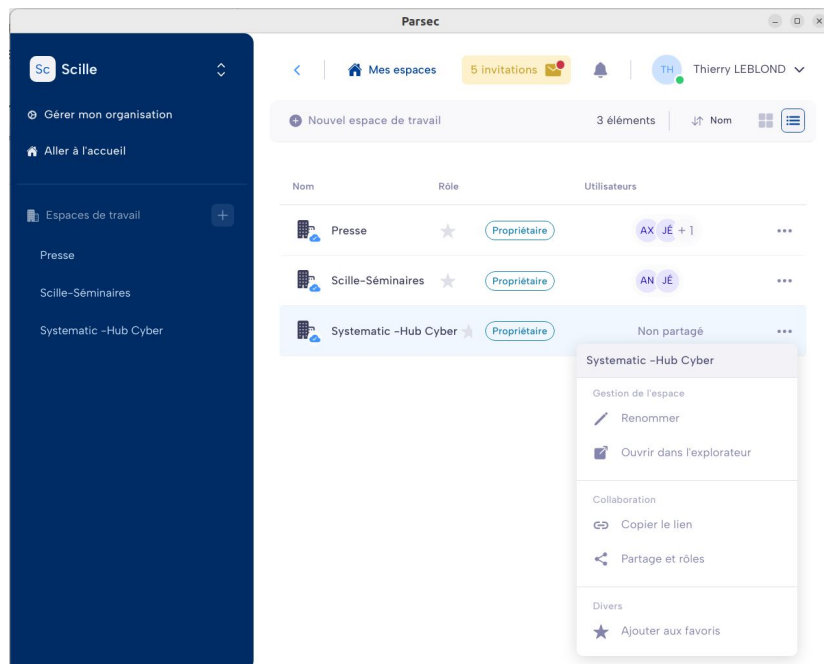 Parsec
Sc Scille
Gérer mon organisation
Aller à l'accueil
Espaces de travail
Presse
Scille-Séminaires
Systematic -Hub Cyber
Mes espaces
5 invitations
TH Thierry LEBLOND
Nouvel espace de travail
3 éléments
Nom
Nom Rôle Utilisateurs
Presse Propriétaire AX JÉ + 1
Scille-Séminaires Propriétaire AN JÉ
Systematic -Hub Cyber Propriétaire Non partagé
Systematic -Hub Cyber
Gestion de l'espace
Renommer
Ouvrir dans l'explorateur
Collaboration
Copier le lien
Partage et rôles
Divers
Ajouter aux favoris